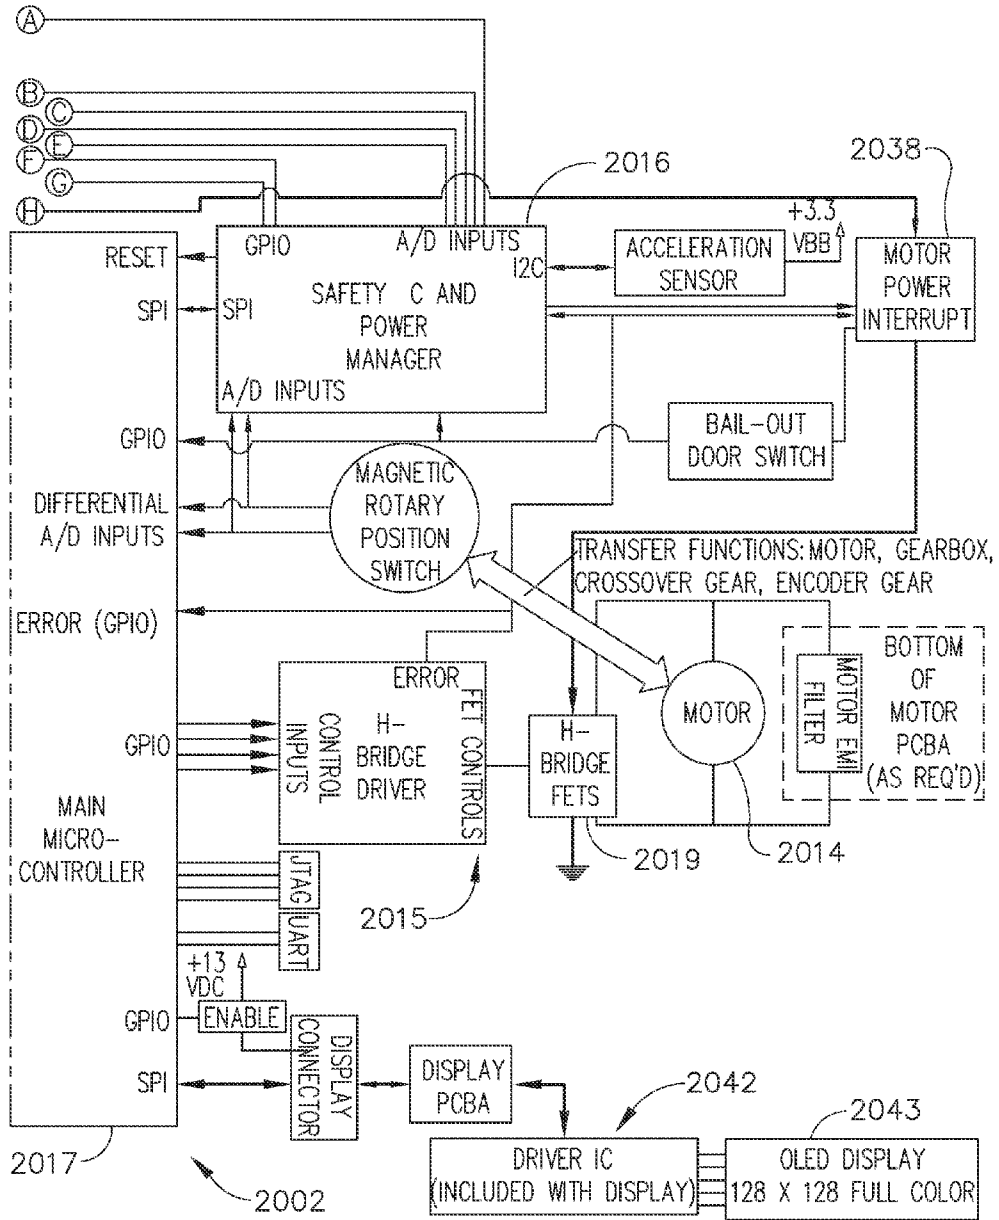 A
B
C
D
E
F
G
H
2016
2038
+3.3
VBB
RESET
GPIO
A/D INPUTS
I2C
ACCELERATION
SENSOR
MOTOR
POWER
INTERRUPT
SPI
SPI
SAFETY C AND
POWER
MANAGER
A/D INPUTS
GPIO
BAIL-OUT
DOOR SWITCH
MAGNETIC
ROTARY
POSITION
SWITCH
DIFFERENTIAL
A/D INPUTS
TRANSFER FUNCTIONS: MOTOR, GEARBOX,
CROSSOVER GEAR, ENCODER GEAR
ERROR (GPIO)
ERROR
FET CONTROLS
CONTROL
INPUTS
H-
BRIDGE
DRIVER
GPIO
H-
BRIDGE
FETS
MOTOR
MOTOR EMI
FILTER
BOTTOM
OF
MOTOR
PCBA
(AS REQ'D)
MAIN
MICRO-
CONTROLLER
2019
2014
2015
JTAG
UART
+13
VDC
GPIO
ENABLE
DISPLAY
CONNECTOR
SPI
DISPLAY
PCBA
2042
2043
DRIVER IC
(INCLUDED WITH DISPLAY)
OLED DISPLAY
128 X 128 FULL COLOR
2017
2002